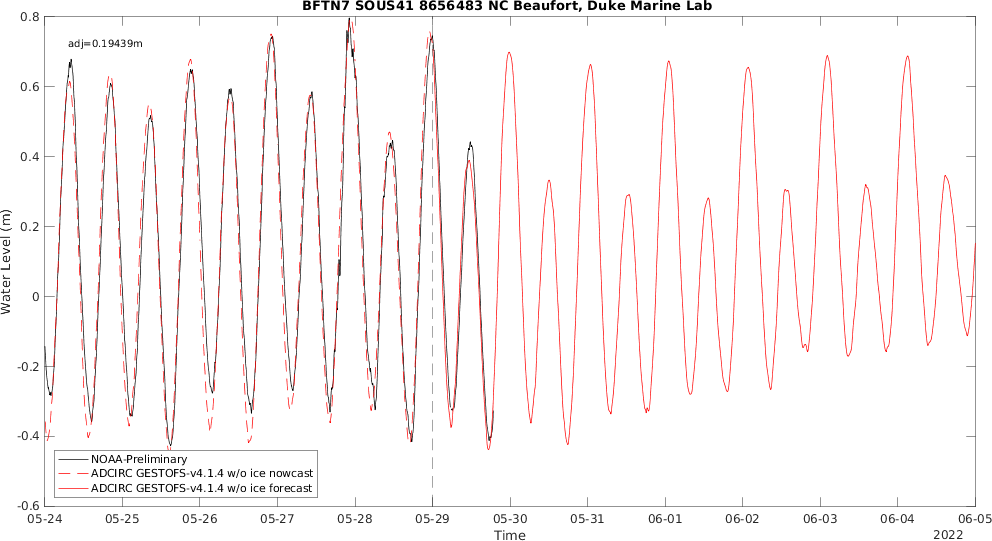 BFTN7 SOUS41 8656483 NC Beaufort, Duke Marine Lab
adj=0.19439m
0.8
0.6
0.4
0.2
0
-0.2
-0.4
-0.6
Water Level (m)
NOAA-Preliminary
ADCIRC GESTOFS-v4.1.4 w/o ice nowcast
ADCIRC GESTOFS-v4.1.4 w/o ice forecast
05-24 05-25 05-26 05-27 05-28 05-29 05-30 05-31 06-01 06-02 06-03 06-04 06-05
Time
2022